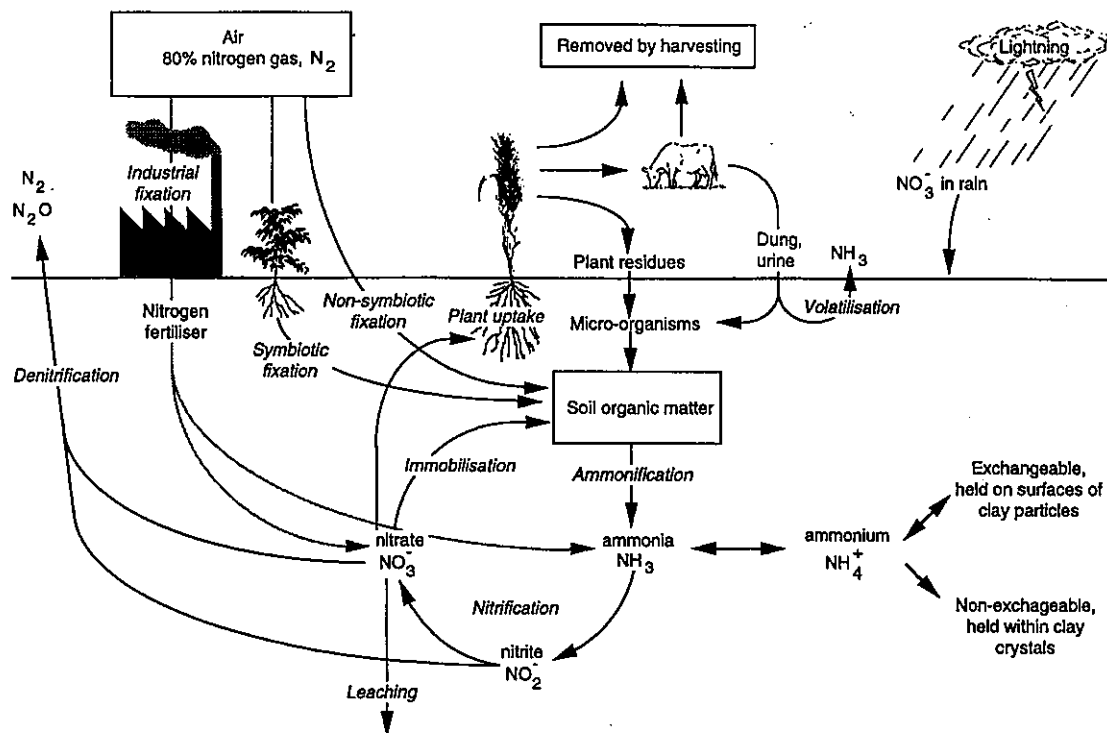 Air
80% nitrogen gas, N2
Removed by harvesting
Lightning
Industrial
fixation
N2
N2O
NO3- in rain
Dung,
urine
NH3
Plant residues
Volatilisation
Nitrogen
fertiliser
Non-symbiotic
fixation
Plant uptake
Micro-organisms
Symbiotic
fixation
Denitrification
Soil organic matter
Immobilisation
Ammonification
Exchangeable,
held on surfaces of
clay particles
nitrate
NO3-
ammonia
NH3
ammonium
NH4+
Nitrification
Non-exchageable,
held within clay
crystals
nitrite
NO2-
Leaching